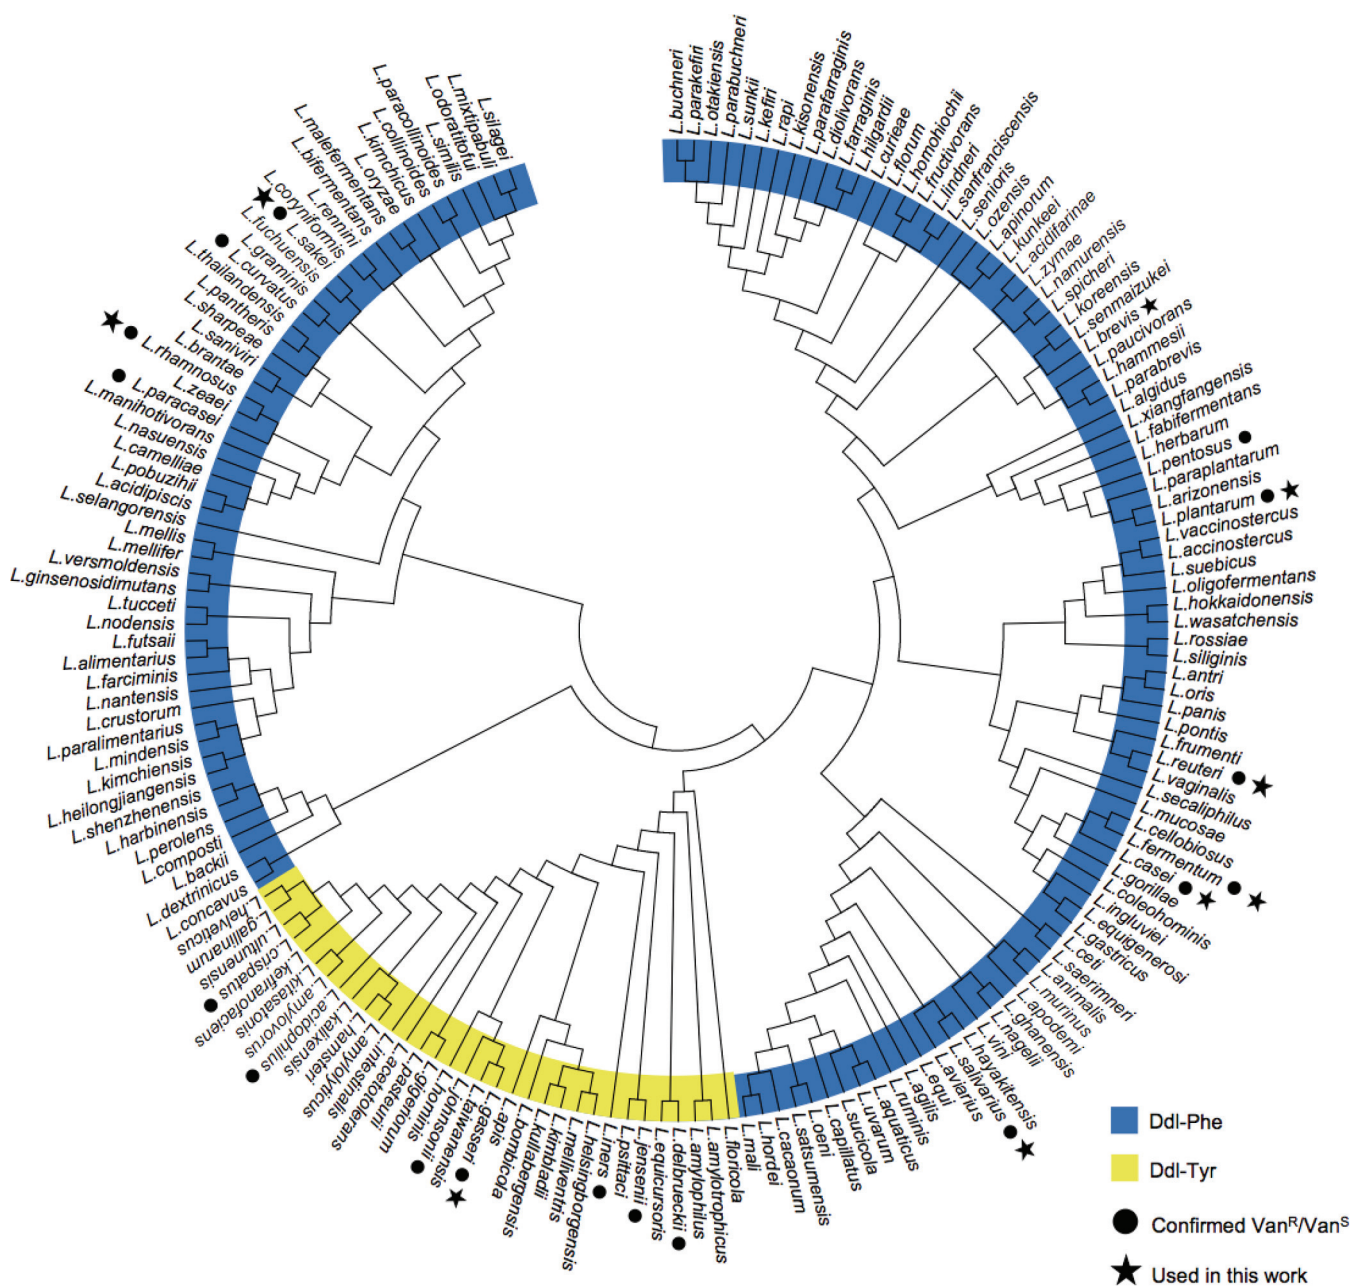 L.buchneri
L.parakefiri
L.otakiensis
L.parabuchneri
L.sunkii
L.kefiri
L.rapi
L.kisonensis
L.parafarraginis
L.diolivorans
L.farraginis
L.hilgardii
L.curieae
L.florum
L.homohiochii
L.fructivorans
L.lindneri
L.sanfranciscensis
L.senioris
L.ozensis
L.apinorum
L.kunkeei
L.acidifarinae
L.zymae
L.namurensis
L.spicheri
L.koreensis
L.senmaizukei
L.brevis
L.paucivorans
L.hammesii
L.parabrevis
L.algidus
L.xiangfangensis
L.fabifermentans
L.herbarum
L.pentosus
L.paraplantarum
L.arizonensis
L.plantarum
L.vaccinostercus
L.accinostercus
L.suebicus
L.oligofermentans
L.hokkaidonensis
L.wasatchensis
L.rossiae
L.siliginis
L.antri
L.oris
L.panis
L.pontis
L.frumenti
L.reuteri
L.vaginalis
L.secaliphilus
L.mucosae
L.cellobiosus
L.fermentum
L.casei
L.gorillae
L.coleohominis
L.ingluviei
L.equigenerosi
L.gastricus
L.ceti
L.saerimneri
L.animalis
L.murinus
L.apodemi
L.ghanensis
L.nagelii
L.vini
L.hayakitensis
L.salivarius
L.aviarius
L.equi
L.agilis
L.ruminis
L.aquaticus
L.uvarum
L.sucicola
L.capillatus
L.oeni
L.satsumensis
L.cacaonum
L.hordei
L.mali
L.floricola
L.amylotrophicus
L.amylophilus
L.delbrueckii
L.equicursoris
L.jensenii
L.psittaci
L.iners
L.helsingborgensis
L.melliventris
L.kimbladii
L.kullabergensis
L.bombicola
L.apis
L.gasseri
L.taiwanensis
L.johnsonii
L.hominis
L.gigeriorum
L.pasteurii
L.acetotolerans
L.intestinalis
L.amylolyticus
L.hamsteri
L.kalixensis
L.acidophilus
L.amylovorus
L.kitasatonis
L.kefiranofaciens
L.crispatus
L.ultunensis
L.gallinarum
L.helveticus
L.concavus
L.dextrinicus
L.backii
L.composti
L.perolens
L.harbinensis
L.shenzhenensis
L.heilongjiangensis
L.kimchiensis
L.mindensis
L.paralimentarius
L.crustorum
L.nantensis
L.farciminis
L.alimentarius
L.futsaii
L.nodensis
L.tucceti
L.ginsenosidimutans
L.versmoldensis
L.mellifer
L.mellis
L.selangorensis
L.acidipiscis
L.pobuzihii
L.camelliae
L.nasuensis
L.manihotivorans
L.paracasei
L.zeaei
L.rhamnosus
L.brantae
L.saniviri
L.sharpeae
L.pantheris
L.thailandensis
L.curvatus
L.graminis
L.fuchuensis
L.sakei
L.coryniformis
L.rennini
L.bifermentans
L.malefermentans
L.oryzae
L.kimchicus
L.collinoides
L.paracollinoides
L.similis
L.odoratitofui
L.mixtipabuli
L.silagei
Ddl-Phe
Ddl-Tyr
Confirmed VanR/VanS
Used in this work